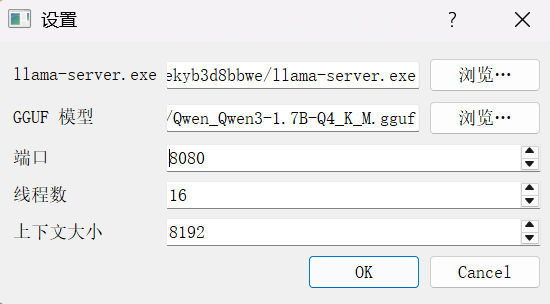 设置
llama-server.exe ekyb3d8bbwe/llama-server.exe 浏览…
GGUF 模型 /Qwen_Qwen3-1.7B-Q4_K_M.gguf 浏览…
端口 8080
线程数 16
上下文大小 8192
OK Cancel